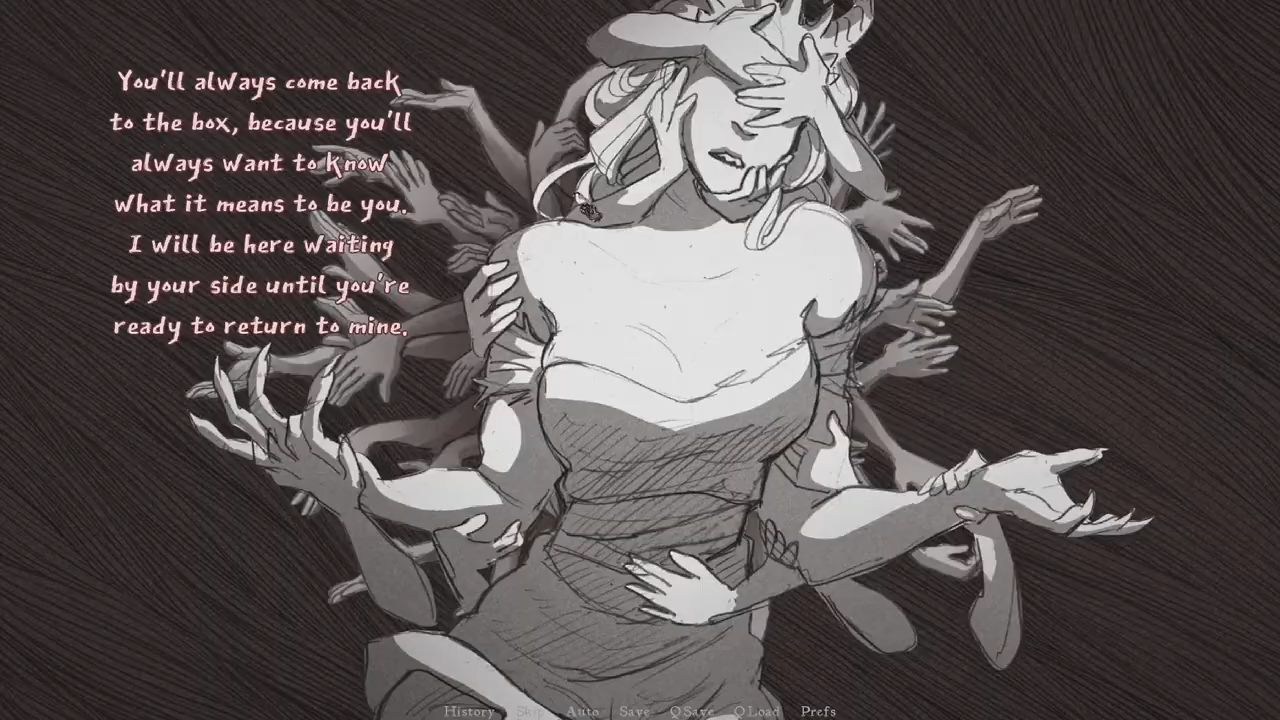 You'll always come back
to the box, because you'll
always want to know
what it means to be you.
I will be here waiting
by your side until you're
ready to return to mine.
History Skip Auto Save Q.Save Q.Load Prefs